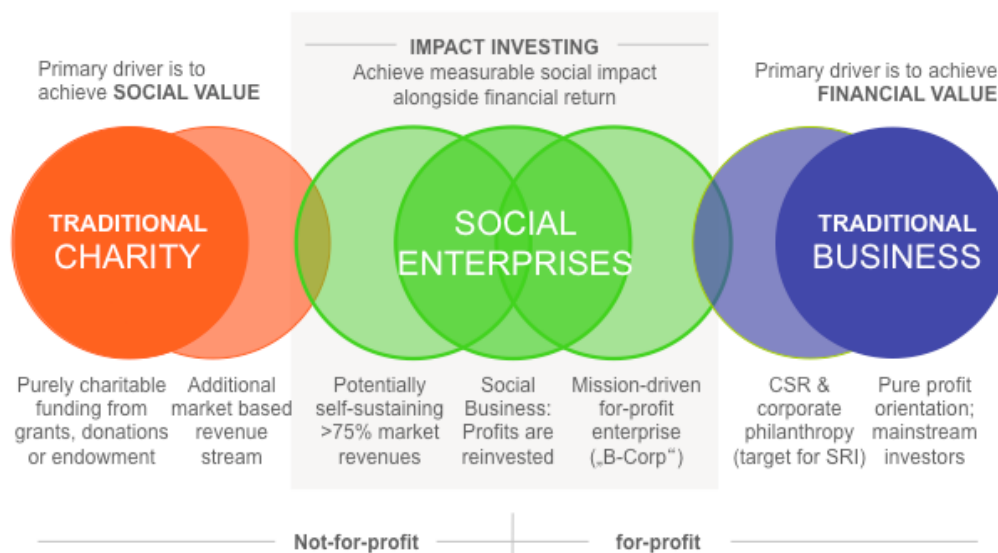 IMPACT INVESTING
Achieve measurable social impact
alongside financial return
Primary driver is to
achieve SOCIAL VALUE
Primary driver is to achieve
FINANCIAL VALUE
TRADITIONAL
CHARITY
SOCIAL
ENTERPRISES
TRADITIONAL
BUSINESS
Purely charitable
funding from
grants, donations
or endowment
Additional
market based
revenue
stream
Potentially
self-sustaining
>75% market
revenues
Social
Business:
Profits are
reinvested
Mission-driven
for-profit
enterprise
(„B-Corp“)
CSR &
corporate
philanthropy
(target for SRI)
Pure profit
orientation;
mainstream
investors
Not-for-profit
for-profit